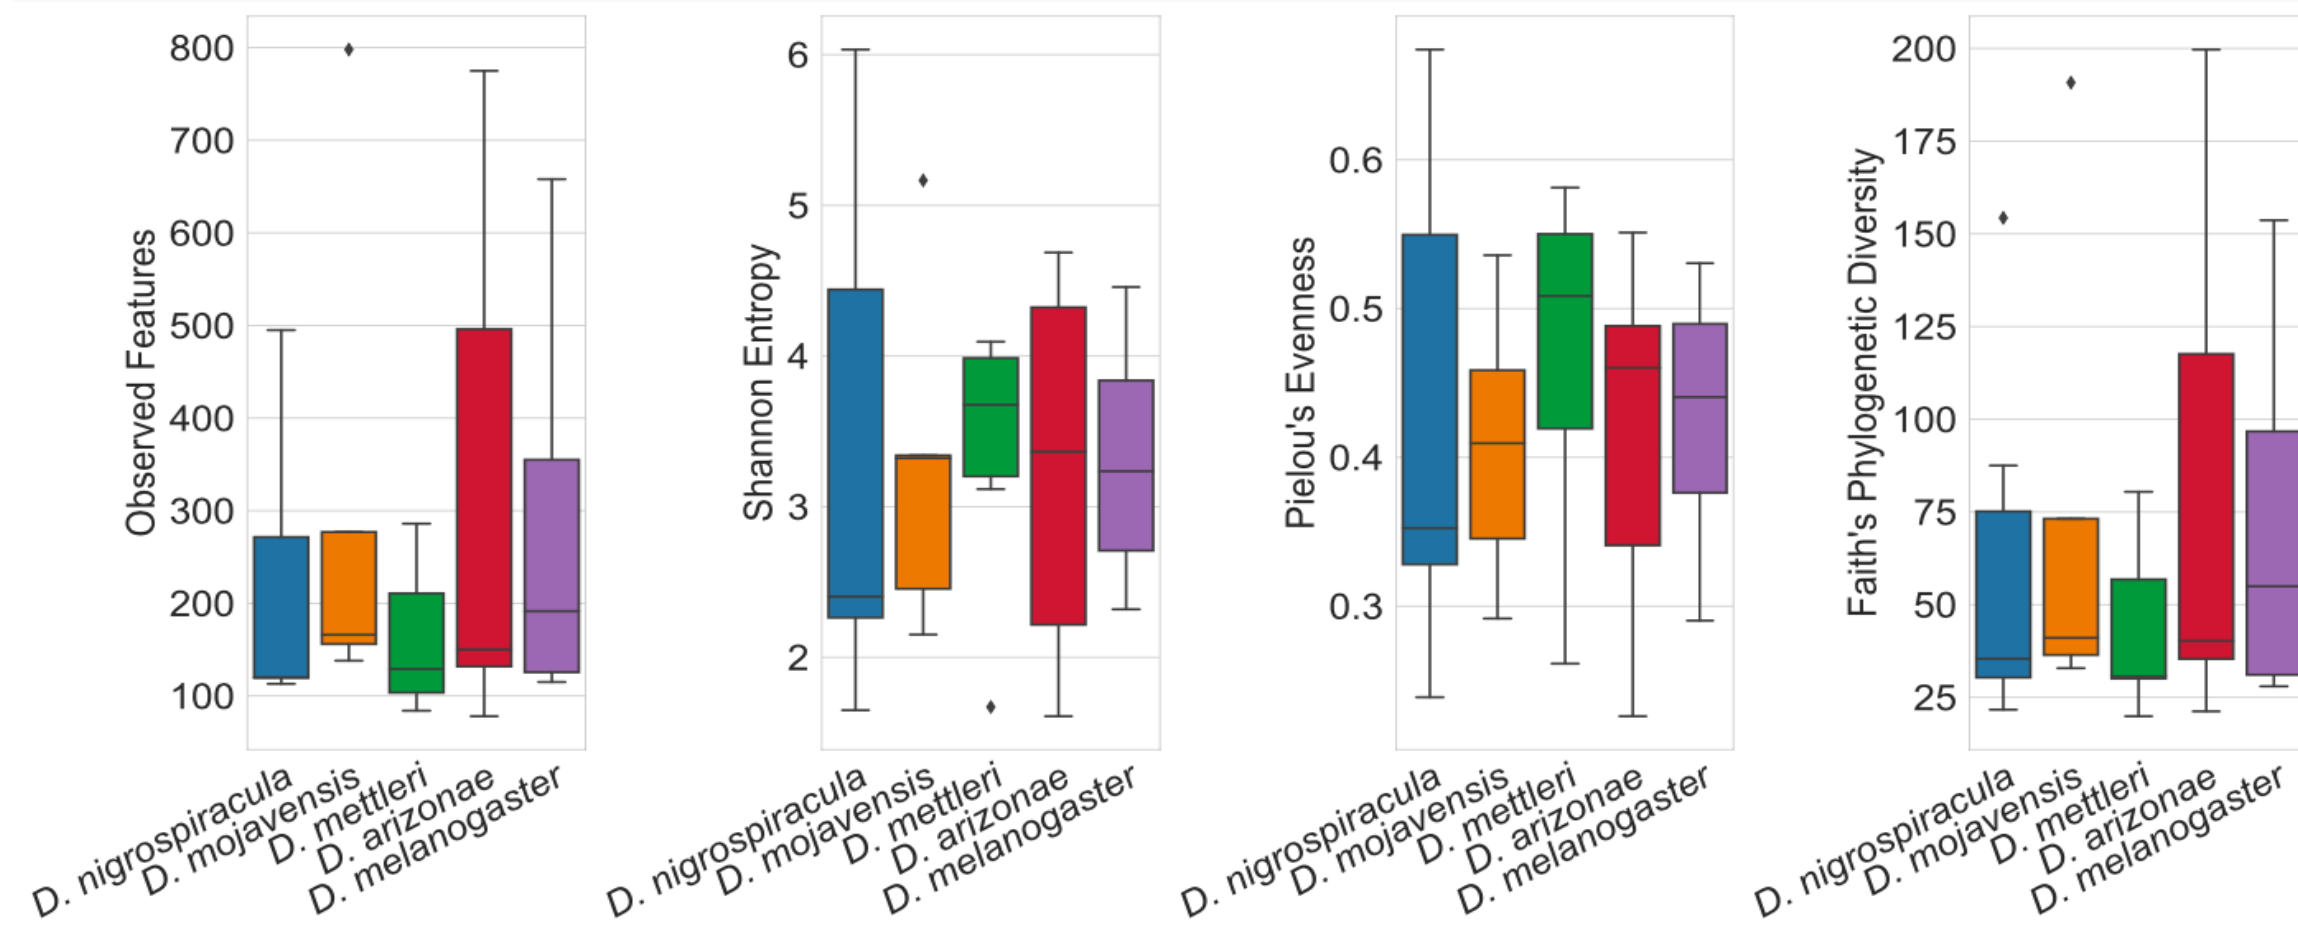 Observed Features
800
700
600
500
400
300
200
100
D. nigrospiracula
D. mojavensis
D. mettleri
D. arizonae
D. melanogaster
Shannon Entropy
6
5
4
3
2
D. nigrospiracula
D. mojavensis
D. mettleri
D. arizonae
D. melanogaster
Pielou's Evenness
0.6
0.5
0.4
0.3
D. nigrospiracula
D. mojavensis
D. mettleri
D. arizonae
D. melanogaster
Faith's Phylogenetic Diversity
200
175
150
125
100
75
50
25
D. nigrospiracula
D. mojavensis
D. mettleri
D. arizonae
D. melanogaster